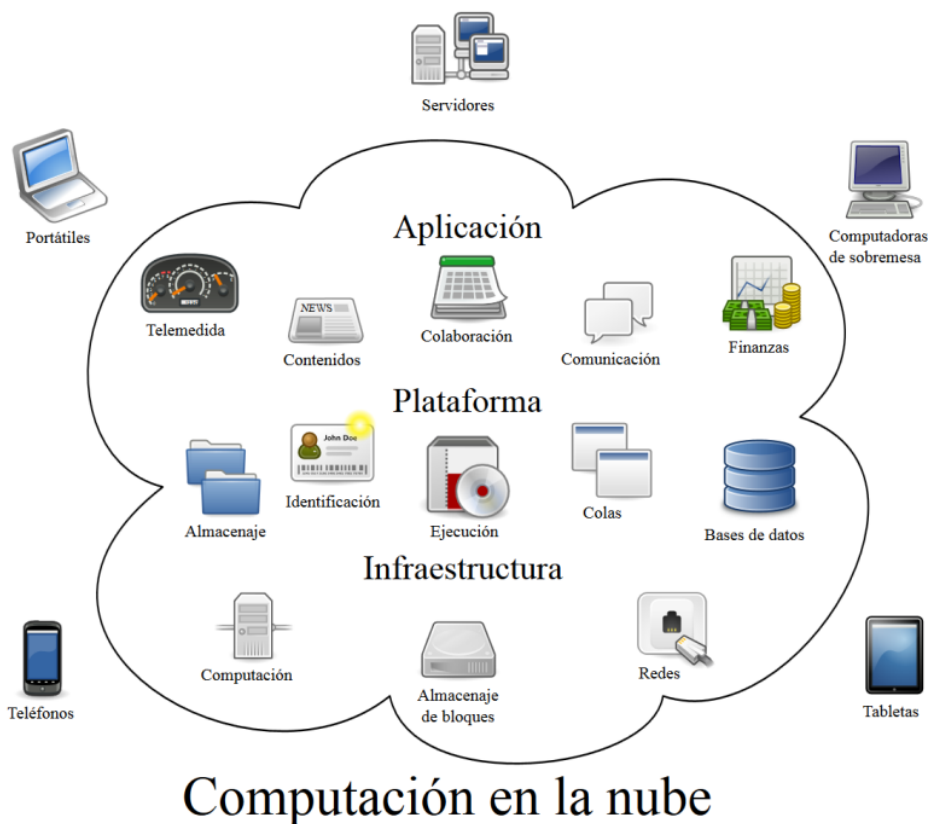 Servidores
Portátiles
Computadoras
de sobremesa
Aplicación
Telemedida
NEWS
Contenidos
Colaboración
Comunicación
Finanzas
Plataforma
Almacenaje
John Doe
Identificación
Ejecución
Colas
Bases de datos
Infraestructura
Computación
Almacenaje
de bloques
Redes
Teléfonos
Tabletas
Computación en la nube